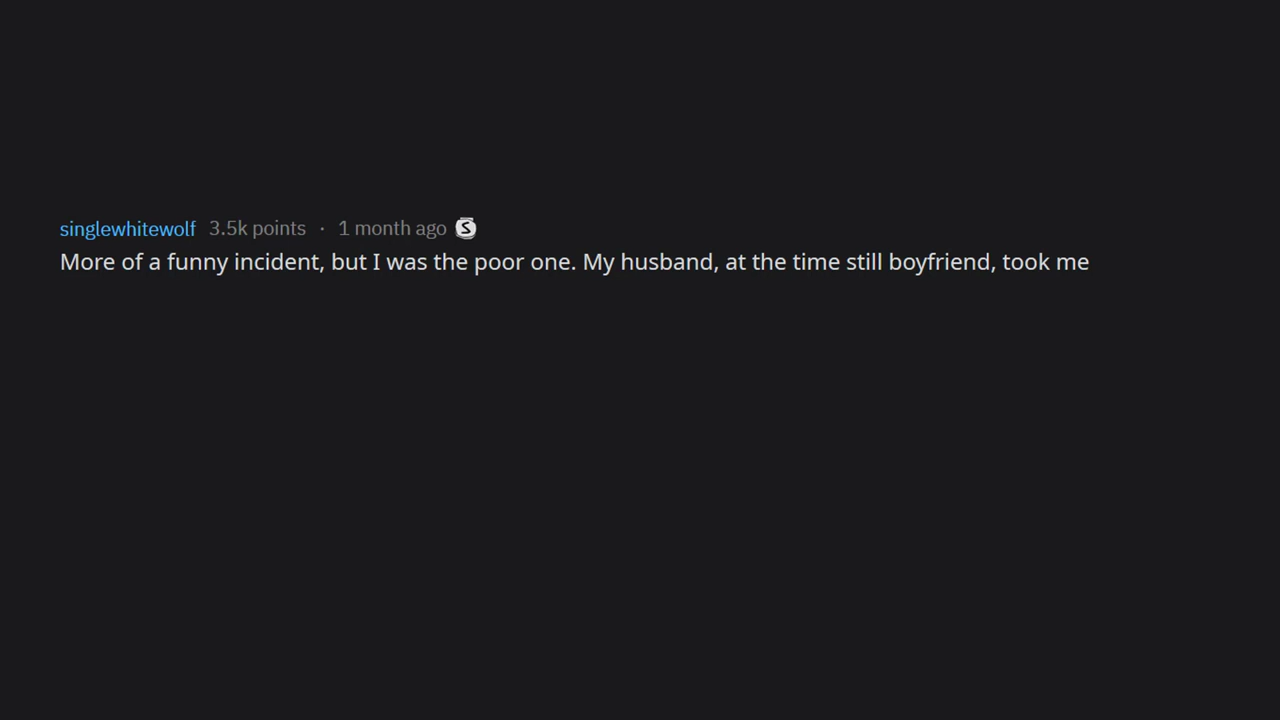 singlewhitewolf 3.5k points · 1 month ago S
More of a funny incident, but I was the poor one. My husband, at the time still boyfriend, took me